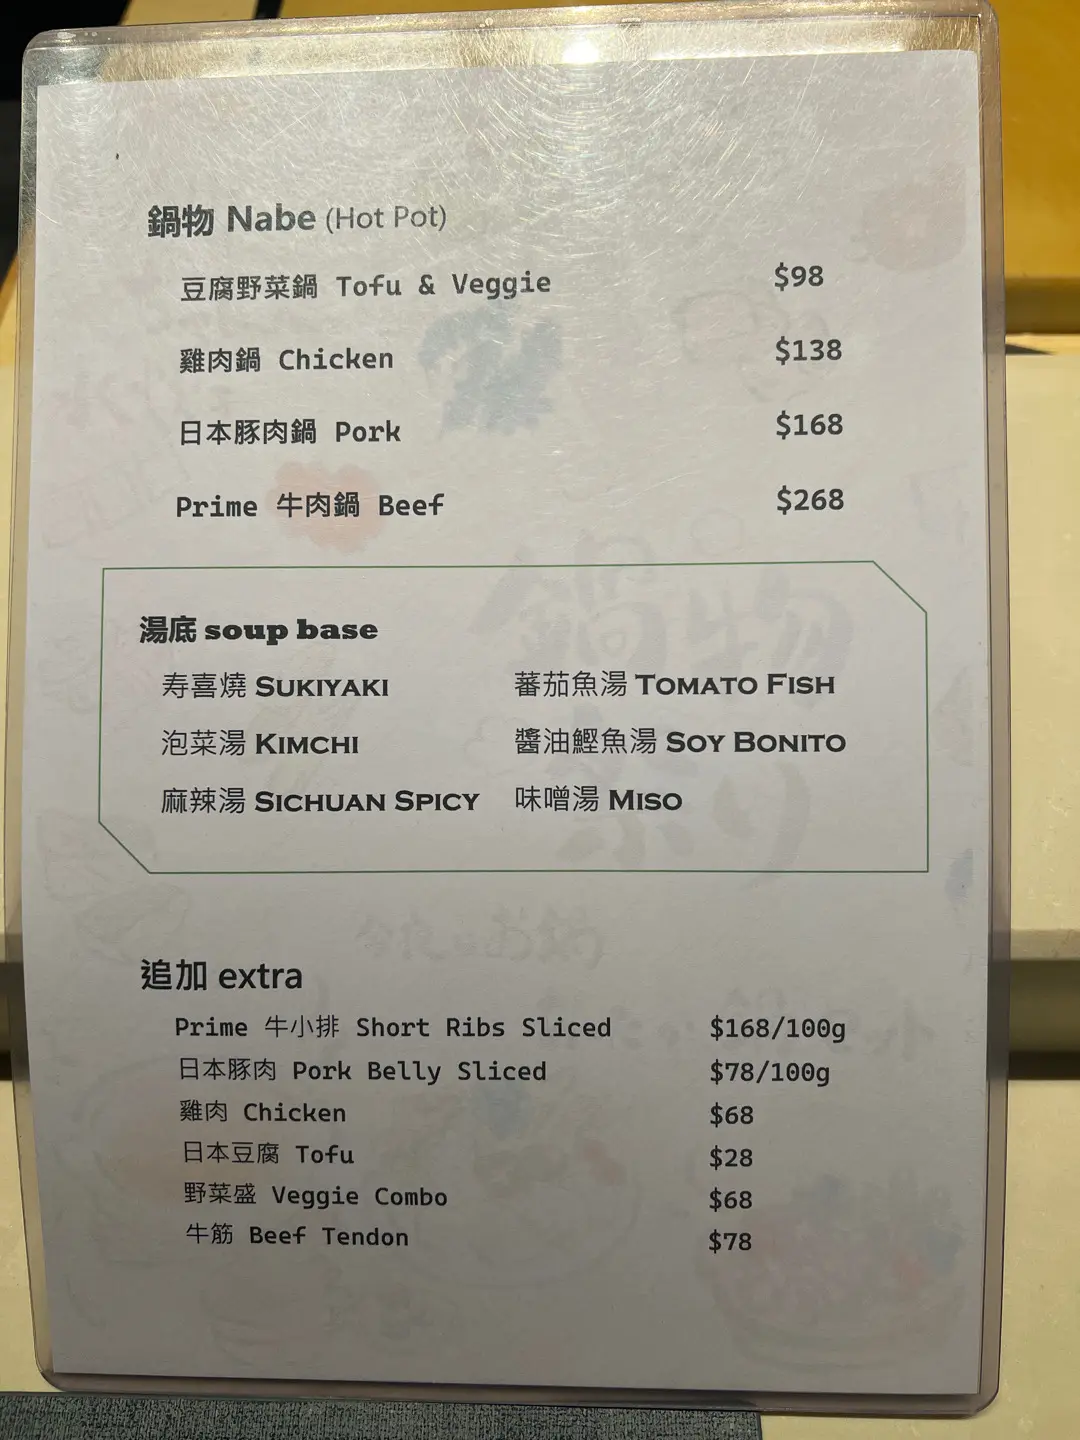 鍋物 Nabe (Hot Pot)
豆腐野菜鍋 Tofu & Veggie $98
雞肉鍋 Chicken $138
日本豚肉鍋 Pork $168
Prime 牛肉鍋 Beef $268
湯底 soup base
寿喜燒 SUKIYAKI 蕃茄魚湯 TOMATO FISH
泡菜湯 KIMCHI 醬油鰹魚湯 SOY BONITO
麻辣湯 SICHUAN SPICY 味噌湯 MISO
追加 extra
Prime 牛小排 Short Ribs Sliced $168/100g
日本豚肉 Pork Belly Sliced $78/100g
雞肉 Chicken $68
日本豆腐 Tofu $28
野菜盛 Veggie Combo $68
牛筋 Beef Tendon $78
鍋物
祭り